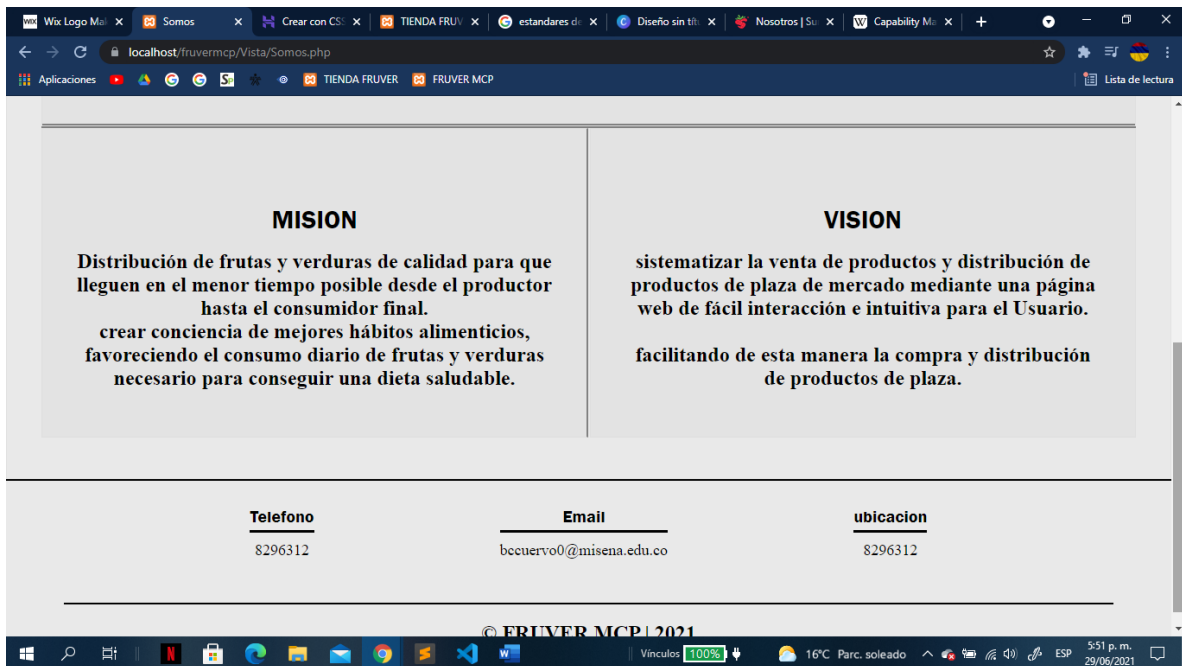 Wix Logo Mal
Somos
Crear con CSS
TIENDA FRUV
estandares de
Diseño sin títu
Nosotros | Su
Capability Ma
localhost/fruvermcp/Vista/Somos.php
Aplicaciones
TIENDA FRUVER
FRUVER MCP
Lista de lectura
MISION
Distribución de frutas y verduras de calidad para que
lleguen en el menor tiempo posible desde el productor
hasta el consumidor final.
crear conciencia de mejores hábitos alimenticios,
favoreciendo el consumo diario de frutas y verduras
necesario para conseguir una dieta saludable.
VISION
sistematizar la venta de productos y distribución de
productos de plaza de mercado mediante una página
web de fácil interacción e intuitiva para el Usuario.
facilitando de esta manera la compra y distribución
de productos de plaza.
Telefono
8296312
Email
bccuervo0@misena.edu.co
ubicacion
8296312
© FRUVER MCP | 2021
Vínculos 100%
16°C Parc. soleado
ESP
5:51 p. m.
29/06/2021